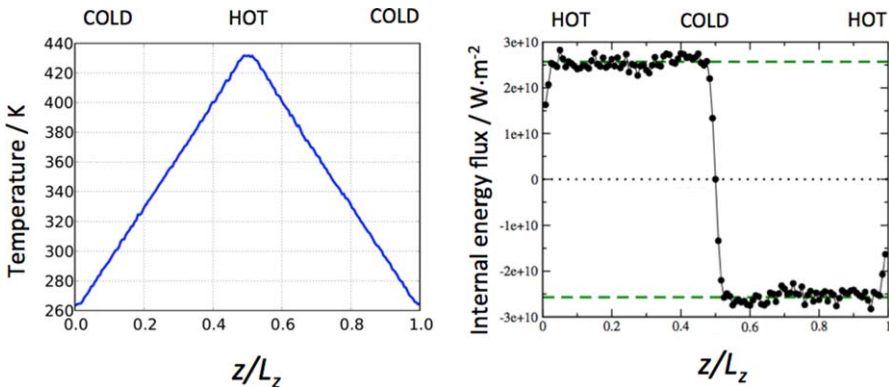 COLD HOT COLD
Temperature / K
440
420
400
380
360
340
320
300
280
260
0.0 0.2 0.4 0.6 0.8 1.0
z/Lz
HOT COLD HOT
Internal energy flux / W·m-2
3e+10
2e+10
1e+10
0
-1e+10
-2e+10
-3e+10
0 0.2 0.4 0.6 0.8 1
z/Lz